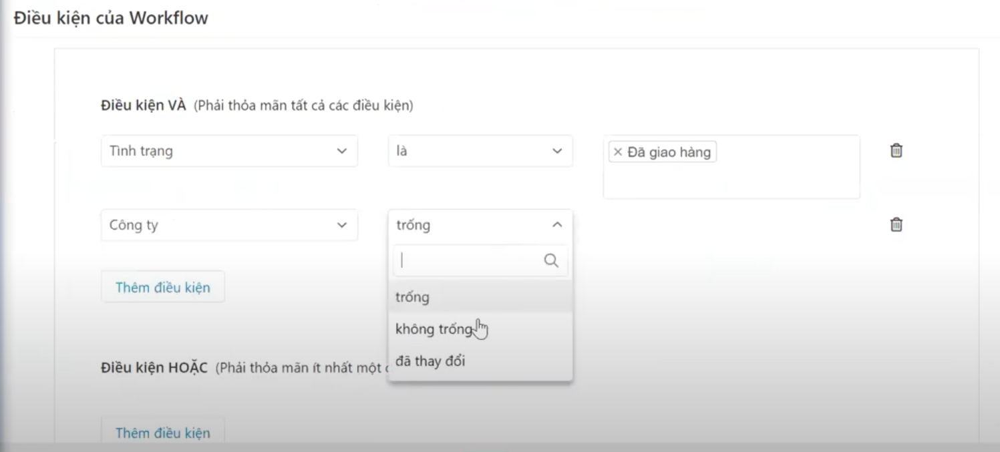 Điều kiện của Workflow
Điều kiện VÀ (Phải thỏa mãn tất cả các điều kiện)
Tình trạng là × Đã giao hàng
Công ty trống
trống
Thêm điều kiện
không trống
đã thay đổi
Điều kiện HOẶC (Phải thỏa mãn ít nhất một
Thêm điều kiện